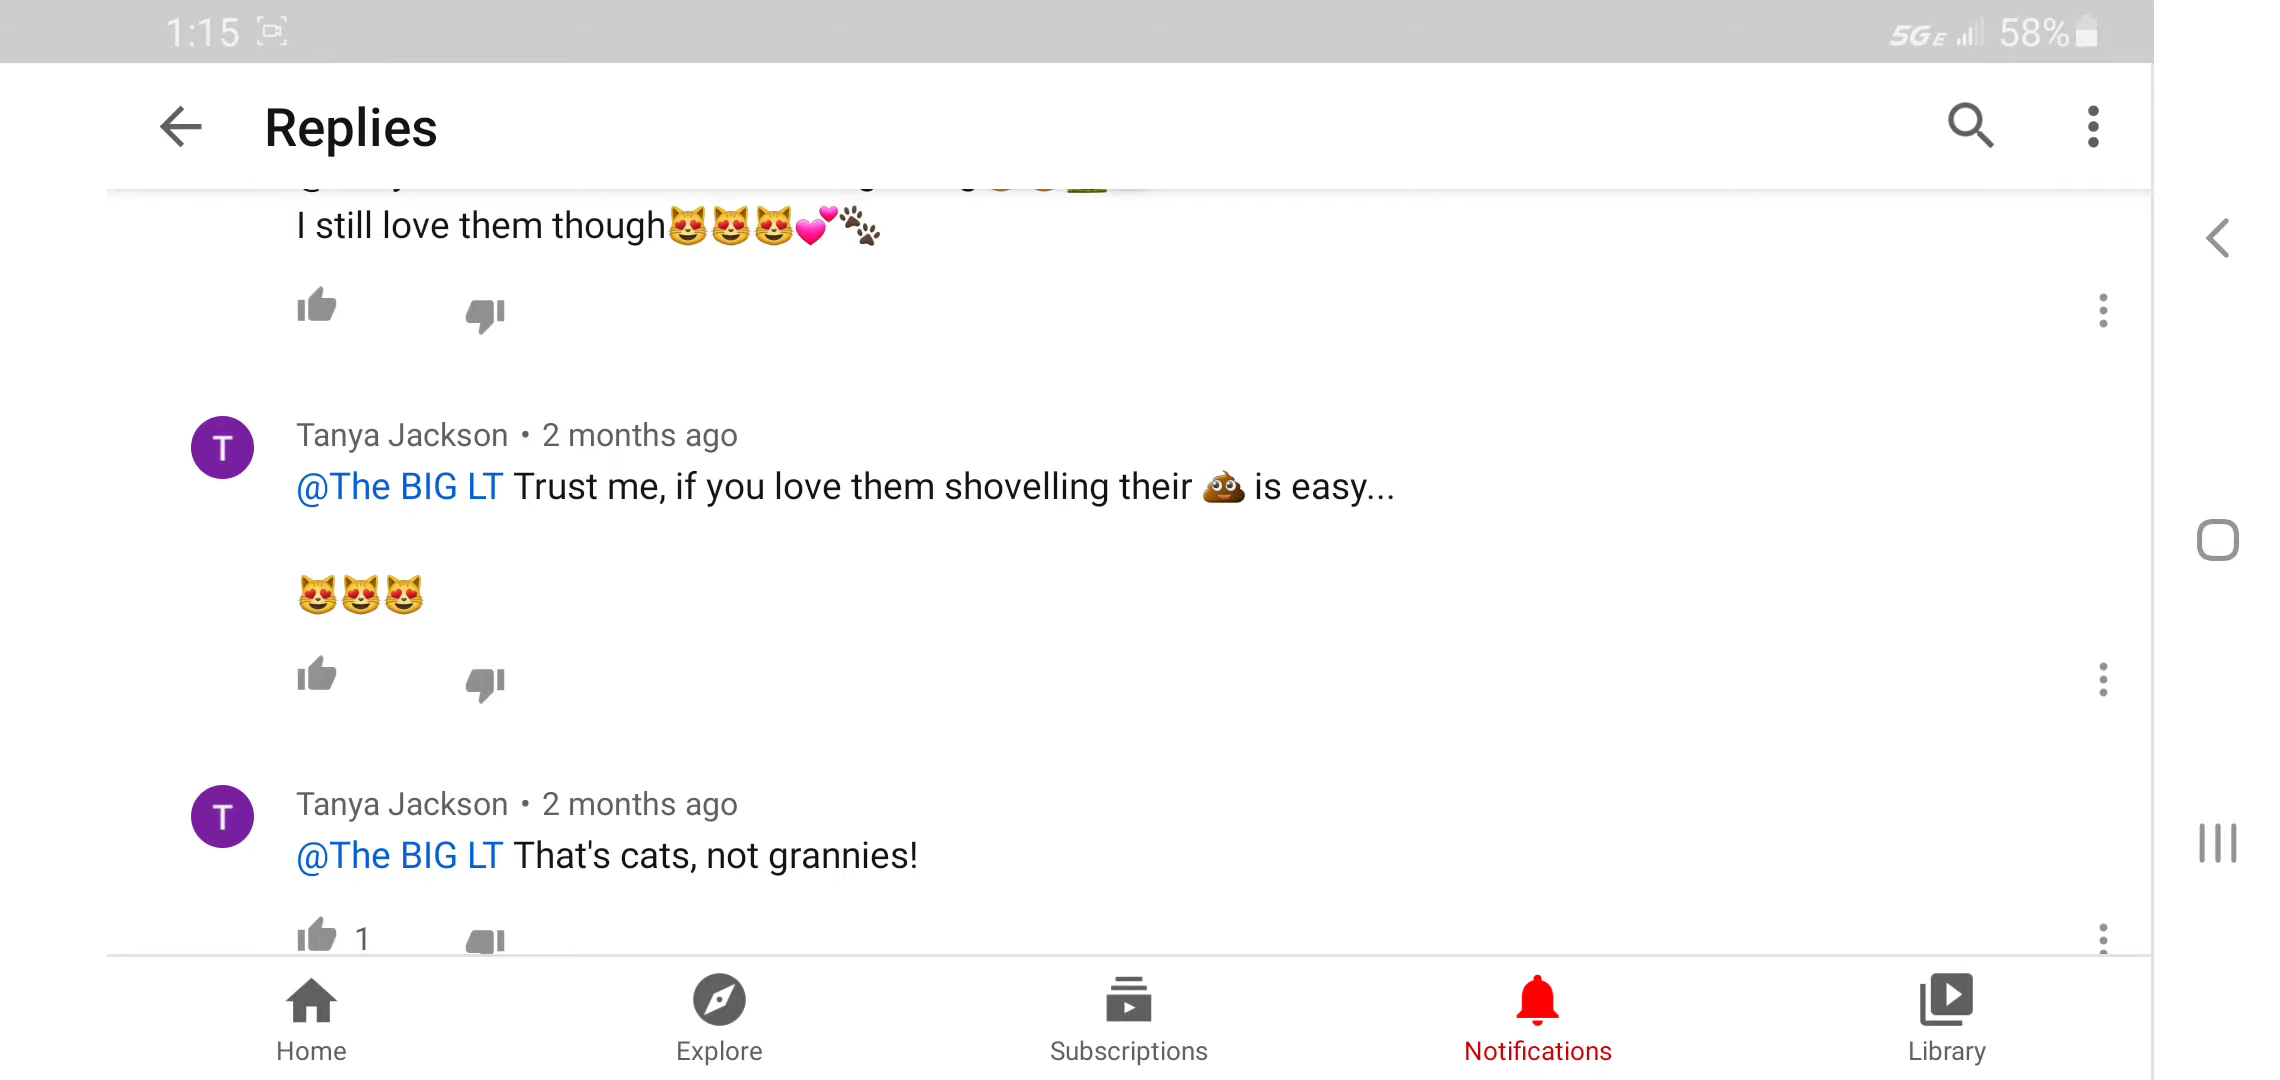 1:15 5GE 58%
Replies
I still love them though😻😻😻💕🐾
T Tanya Jackson • 2 months ago
@The BIG LT Trust me, if you love them shovelling their 💩 is easy...
😻😻😻
T Tanya Jackson • 2 months ago
@The BIG LT That's cats, not grannies!
1
Home Explore Subscriptions Notifications Library